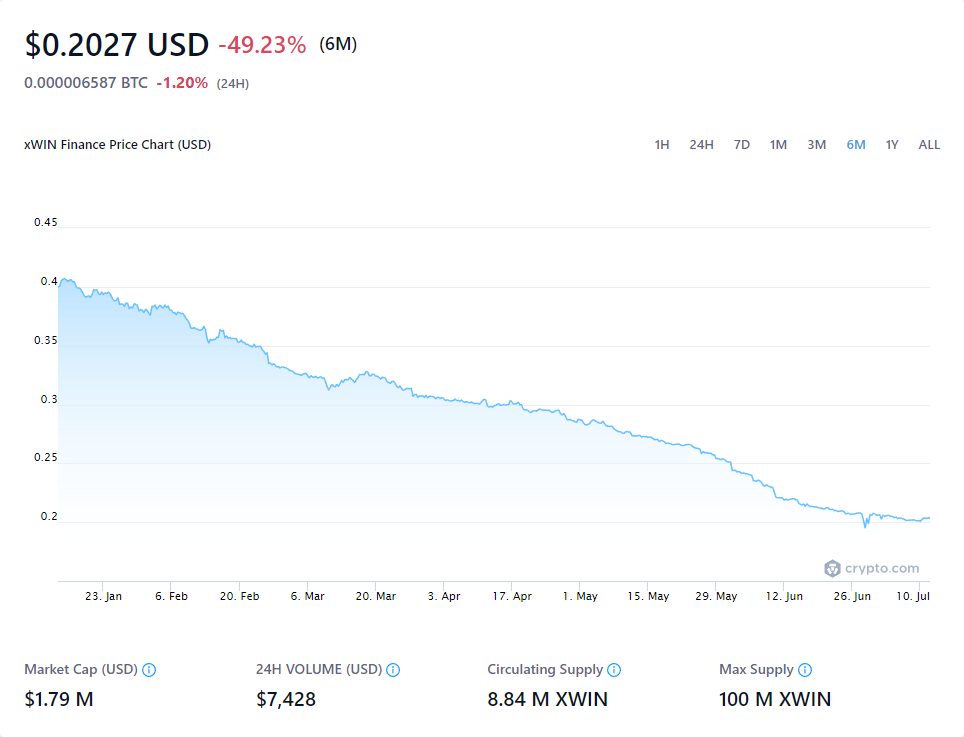 $0.2027 USD -49.23% (6M)
0.000006587 BTC -1.20% (24H)
xWIN Finance Price Chart (USD) 1H 24H 7D 1M 3M 6M 1Y ALL
0.45
0.4
0.35
0.3
0.25
0.2
crypto.com
23. Jan 6. Feb 20. Feb 6. Mar 20. Mar 3. Apr 17. Apr 1. May 15. May 29. May 12. Jun 26. Jun 10. Jul
Market Cap (USD) 24H VOLUME (USD) Circulating Supply Max Supply
$1.79 M $7,428 8.84 M XWIN 100 M XWIN